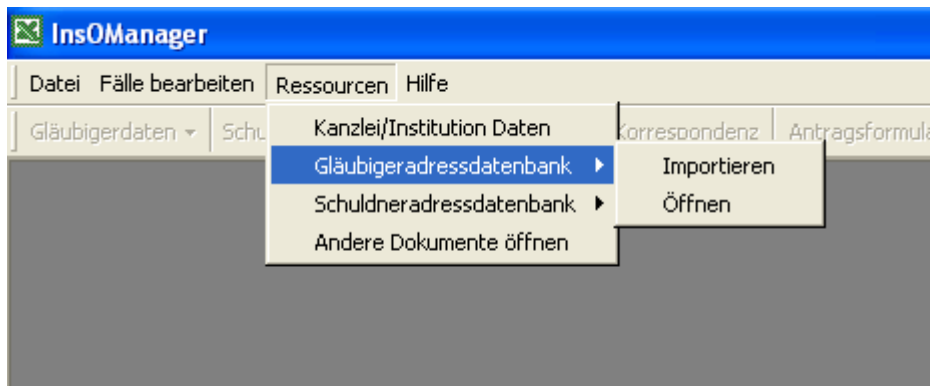 InsOManager
Datei Fälle bearbeiten Ressourcen Hilfe
Gläubigerdaten Korrespondenz
Kanzlei/Institution Daten
Gläubigeradressdatenbank
Schuldneradressdatenbank
Andere Dokumente öffnen
Importieren
Öffnen